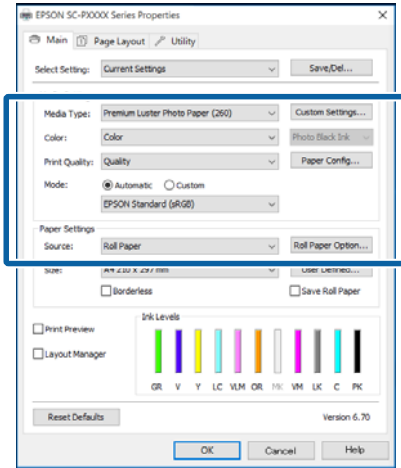 EPSON SC-PXXXX Series Properties
Main
Page Layout
Utility
Select Setting: Current Settings Save/Del...
Media Type: Premium Luster Photo Paper (260) Custom Settings...
Color: Color Photo Black Ink
Print Quality: Quality Paper Config...
Mode: Automatic Custom
EPSON Standard (sRGB)
Paper Settings
Source: Roll Paper Roll Paper Option...
Size: A4 210 x 297 mm User Defined...
Borderless Save Roll Paper
Ink Levels
Print Preview
Layout Manager
GR V Y LC VLM OR MK VM LK C PK
Reset Defaults Version 6.70
OK Cancel Help